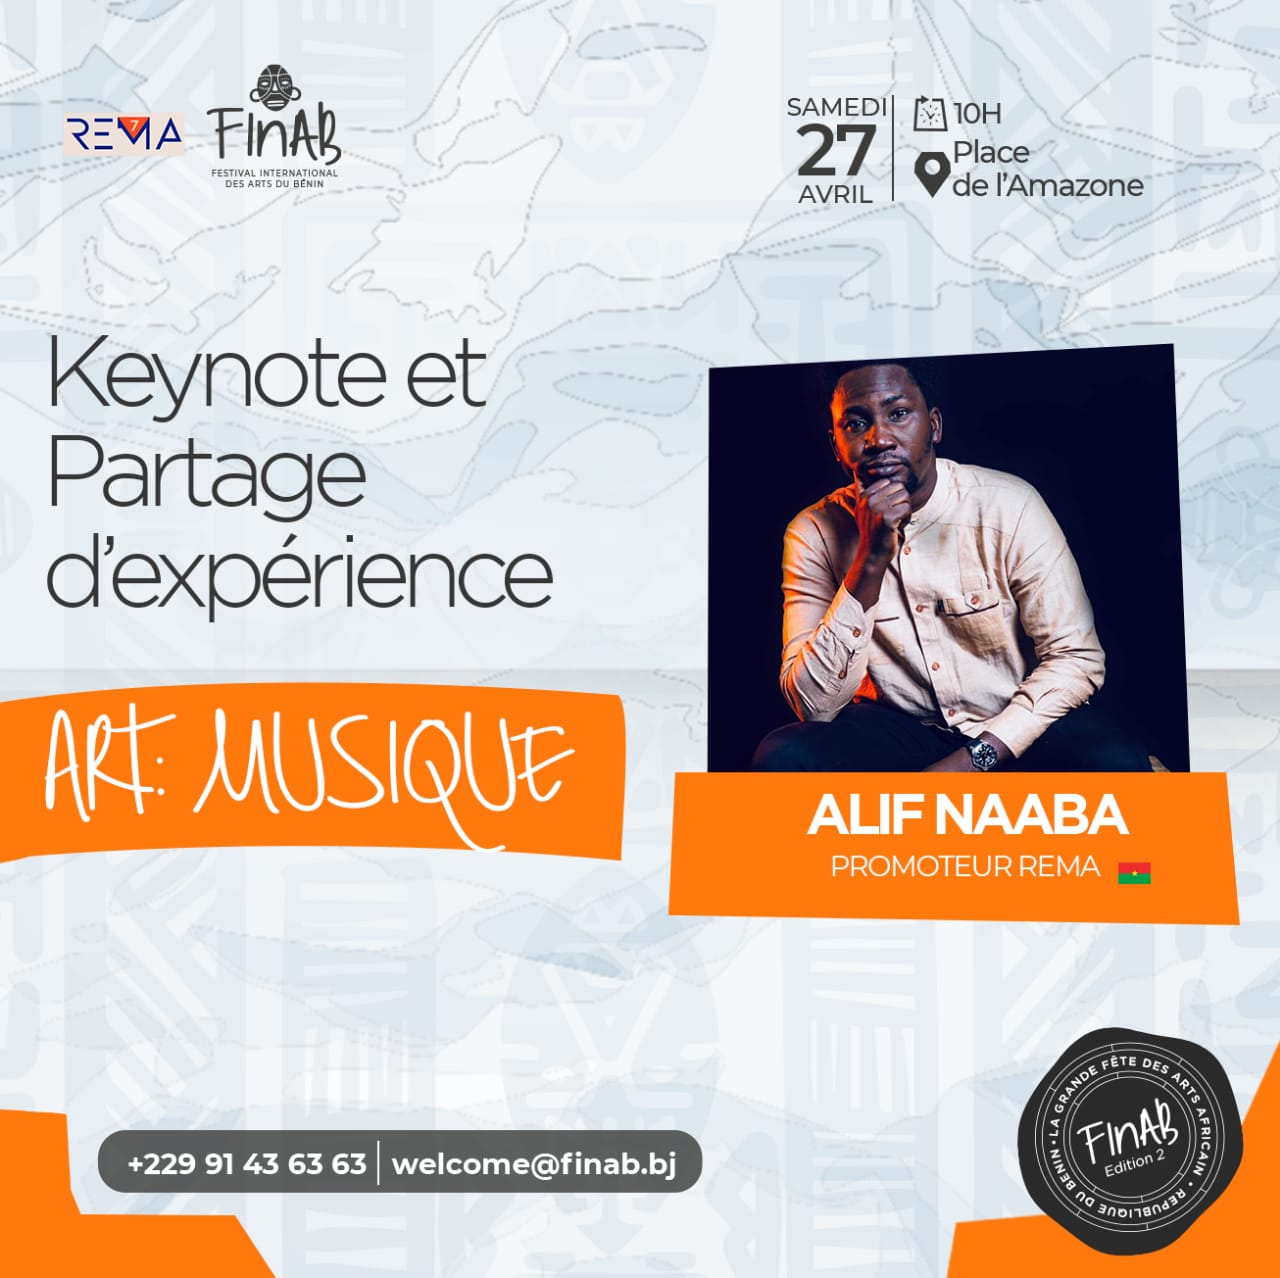 REMA
7
FInAB
FESTIVAL INTERNATIONAL
DES ARTS DU BÉNIN
SAMEDI
27
AVRIL
10H
Place
de l'Amazone
Keynote et
Partage
d'expérience
ART: MUSIQUE
ALIF NAABA
PROMOTEUR REMA
+229 91 43 63 63 | welcome@finab.bj
LA GRANDE FÊTE DES ARTS AFRICAIN • REPUBLIQUE DU BENIN •
FInAB
Edition 2